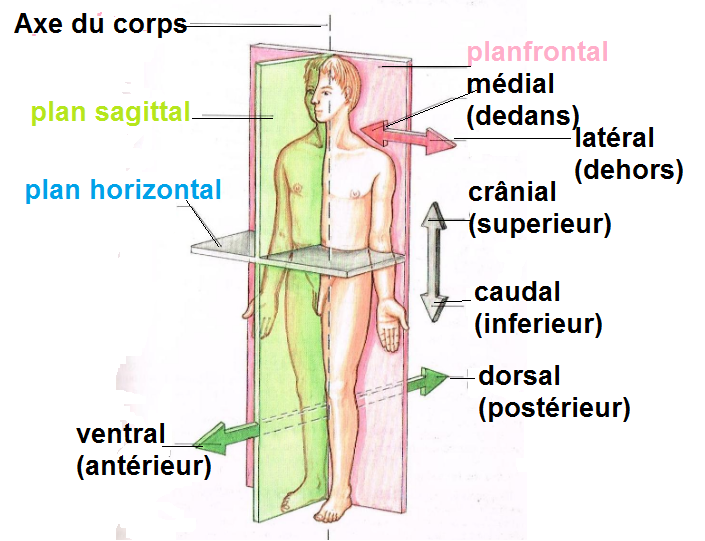 Axe du corps
planfrontal
médial
(dedans)
plan sagittal
latéral
(dehors)
plan horizontal
crânial
(superieur)
caudal
(inferieur)
dorsal
(postérieur)
ventral
(antérieur)